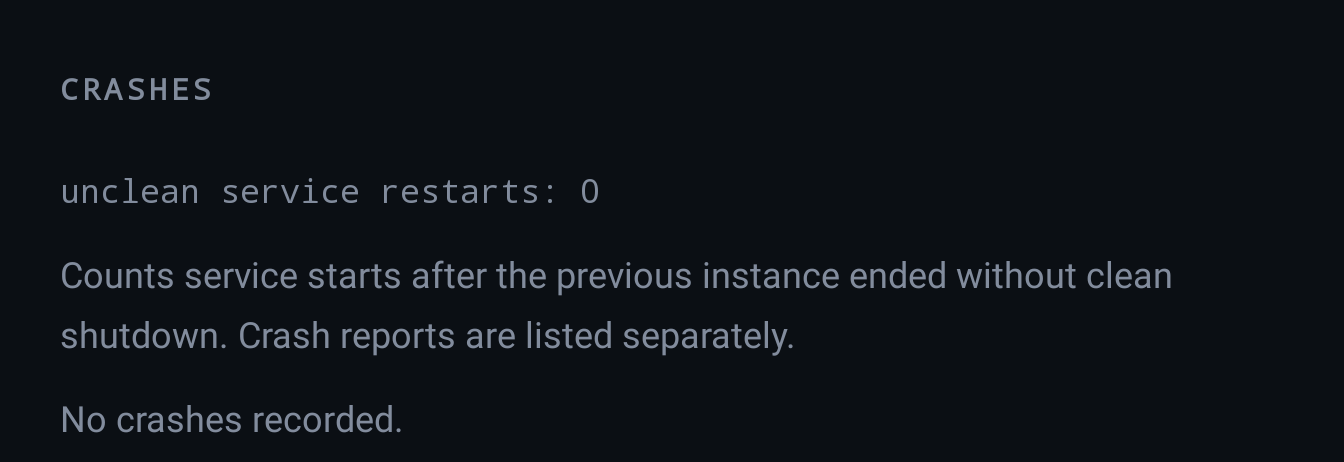 CRASHES
unclean service restarts: 0
Counts service starts after the previous instance ended without clean
shutdown. Crash reports are listed separately.
No crashes recorded.